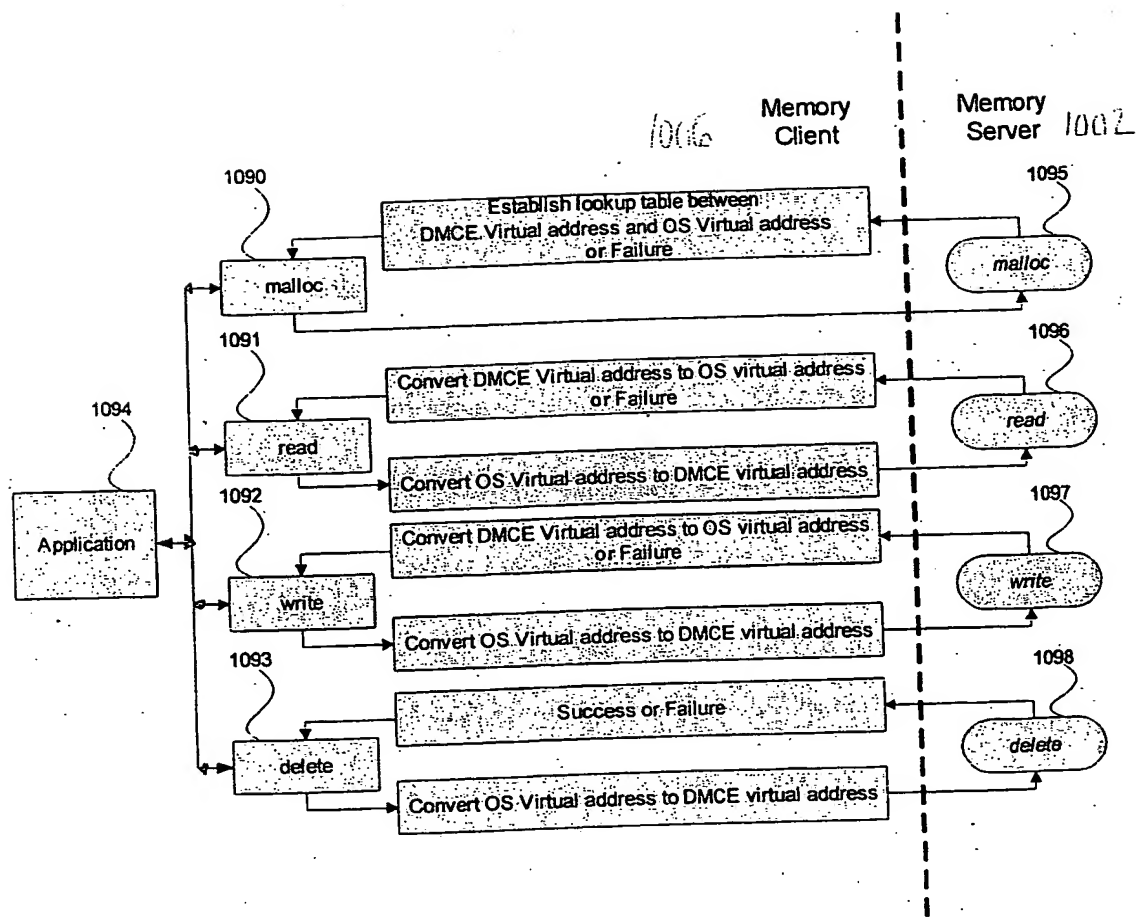 Memory
Client
1006
Memory
Server
1002
1090
1095
Establish lookup table between
DMCE Virtual address and OS Virtual address
or Failure
malloc
malloc
1091
1096
Convert DMCE Virtual address to OS virtual address
or Failure
read
read
Convert OS Virtual address to DMCE virtual address
1094
1092
1097
Application
Convert DMCE Virtual address to OS virtual address
or Failure
write
write
Convert OS Virtual address to DMCE virtual address
1093
1098
Success or Failure
delete
delete
Convert OS Virtual address to DMCE virtual address